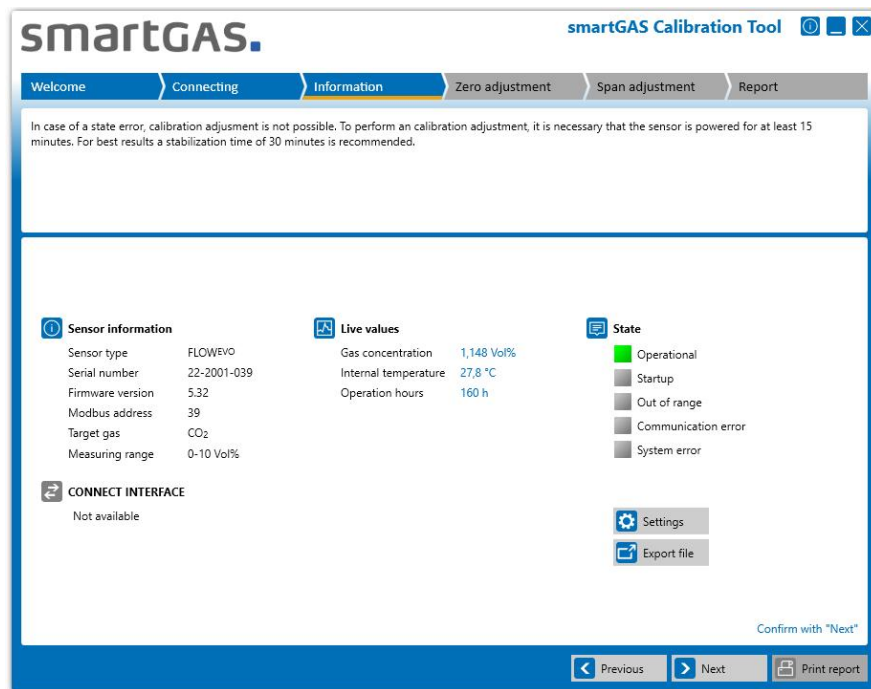 smartGAS.
smartGAS Calibration Tool
Welcome
Connecting
Information
Zero adjustment
Span adjustment
Report
In case of a state error, calibration adjusment is not possible. To perform an calibration adjustment, it is necessary that the sensor is powered for at least 15
minutes. For best results a stabilization time of 30 minutes is recommended.
Sensor information
Sensor type FLOWEVO
Serial number 22-2001-039
Firmware version 5.32
Modbus address 39
Target gas CO2
Measuring range 0-10 Vol%
CONNECT INTERFACE
Not available
Live values
Gas concentration 1,148 Vol%
Internal temperature 27,8 °C
Operation hours 160 h
State
Operational
Startup
Out of range
Communication error
System error
Settings
Export file
Confirm with "Next"
Previous
Next
Print report